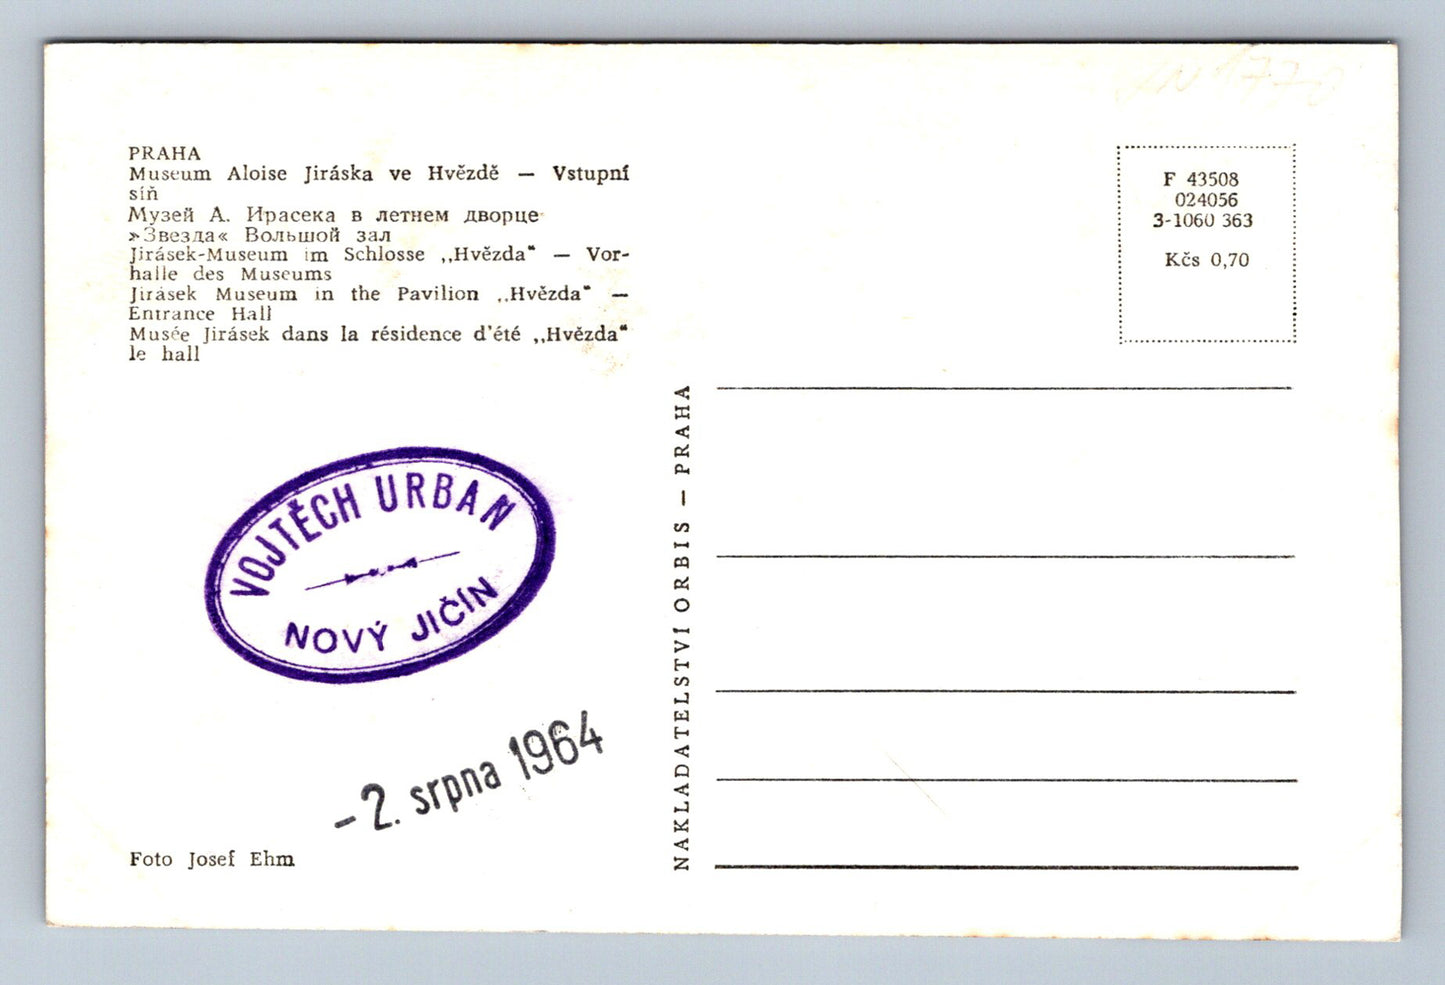 PRAHA
Museum Aloise Jiráska ve Hvězdě — Vstupní
síň
Музей А. Ирасека в летнем дворце
»Звезда« Вольшой зал
Jirásek-Museum im Schlosse ,,Hvězda“ — Vor-
halle des Museums
Jirásek Museum in the Pavilion ,,Hvězda“ —
Entrance Hall
Musée Jirásek dans la résidence d'été ,,Hvězda“
le hall
VOJTĚCH URBAN
NOVÝ JIČÍN
-2. srpna 1964
Foto Josef Ehm
NAKLADATELSTVÍ ORBIS — PRAHA
F 43508
024056
3-1060 363
Kčs 0,70